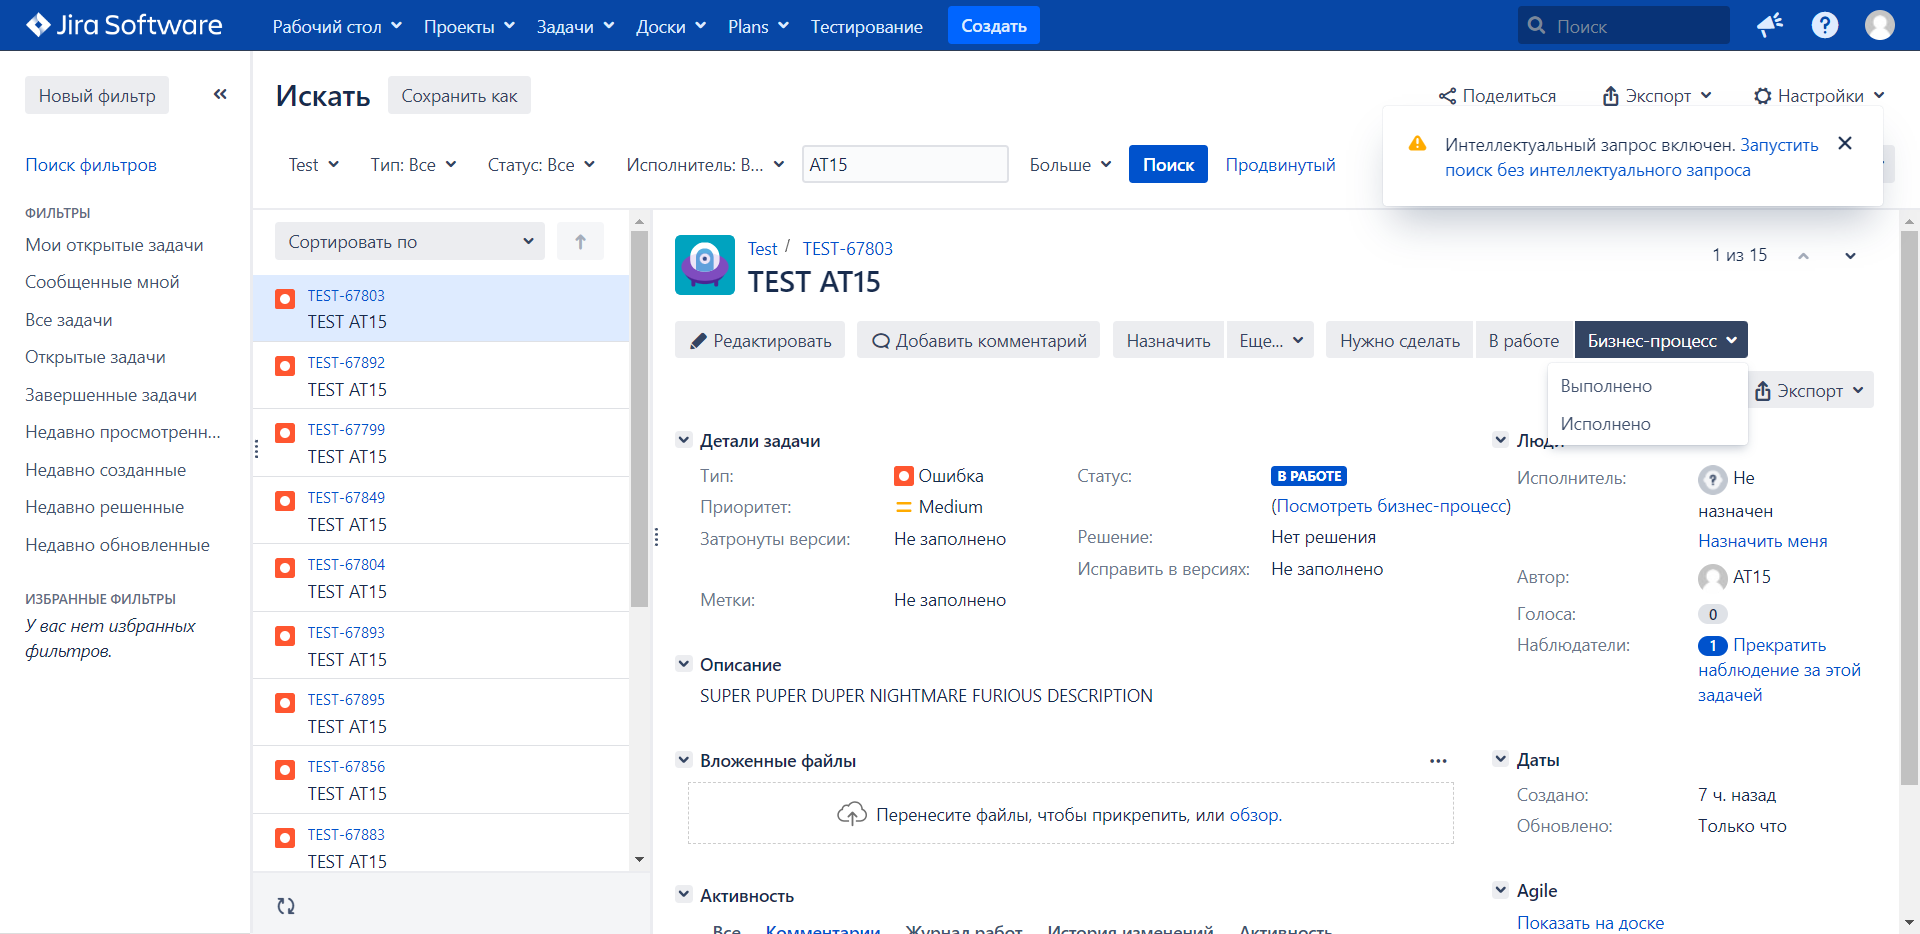 Jira Software
Рабочий стол Проекты Задачи Доски Plans Тестирование Создать Поиск
Новый фильтр
Поиск фильтров
ФИЛЬТРЫ
Мои открытые задачи
Сообщенные мной
Все задачи
Открытые задачи
Завершенные задачи
Недавно просмотренн...
Недавно созданные
Недавно решенные
Недавно обновленные
ИЗБРАННЫЕ ФИЛЬТРЫ
У вас нет избранных
фильтров.
Искать Сохранить как
Поделиться Экспорт Настройки
Интеллектуальный запрос включен. Запустить
поиск без интеллектуального запроса
Test Тип: Все Статус: Все Исполнитель: В... AT15 Больше Поиск Продвинутый
Сортировать по
TEST-67803
TEST AT15
TEST-67892
TEST AT15
TEST-67799
TEST AT15
TEST-67849
TEST AT15
TEST-67804
TEST AT15
TEST-67893
TEST AT15
TEST-67895
TEST AT15
TEST-67856
TEST AT15
TEST-67883
TEST AT15
Test / TEST-67803
TEST AT15
1 из 15
Редактировать Добавить комментарий Назначить Еще... Нужно сделать В работе Бизнес-процесс
Выполнено
Исполнено
Экспорт
Детали задачи
Тип: Ошибка
Приоритет: Medium
Затронуты версии: Не заполнено
Метки: Не заполнено
Статус: В РАБОТЕ
(Посмотреть бизнес-процесс)
Решение: Нет решения
Исправить в версиях: Не заполнено
Описание
SUPER PUPER DUPER NIGHTMARE FURIOUS DESCRIPTION
Вложенные файлы
Перенесите файлы, чтобы прикрепить, или обзор.
Активность
Все Комментарии Журнал работ История изменений Активность
Люди
Исполнитель: Не
назначен
Назначить меня
Автор: AT15
Голоса: 0
Наблюдатели: 1 Прекратить
наблюдение за этой
задачей
Даты
Создано: 7 ч. назад
Обновлено: Только что
Agile
Показать на доске